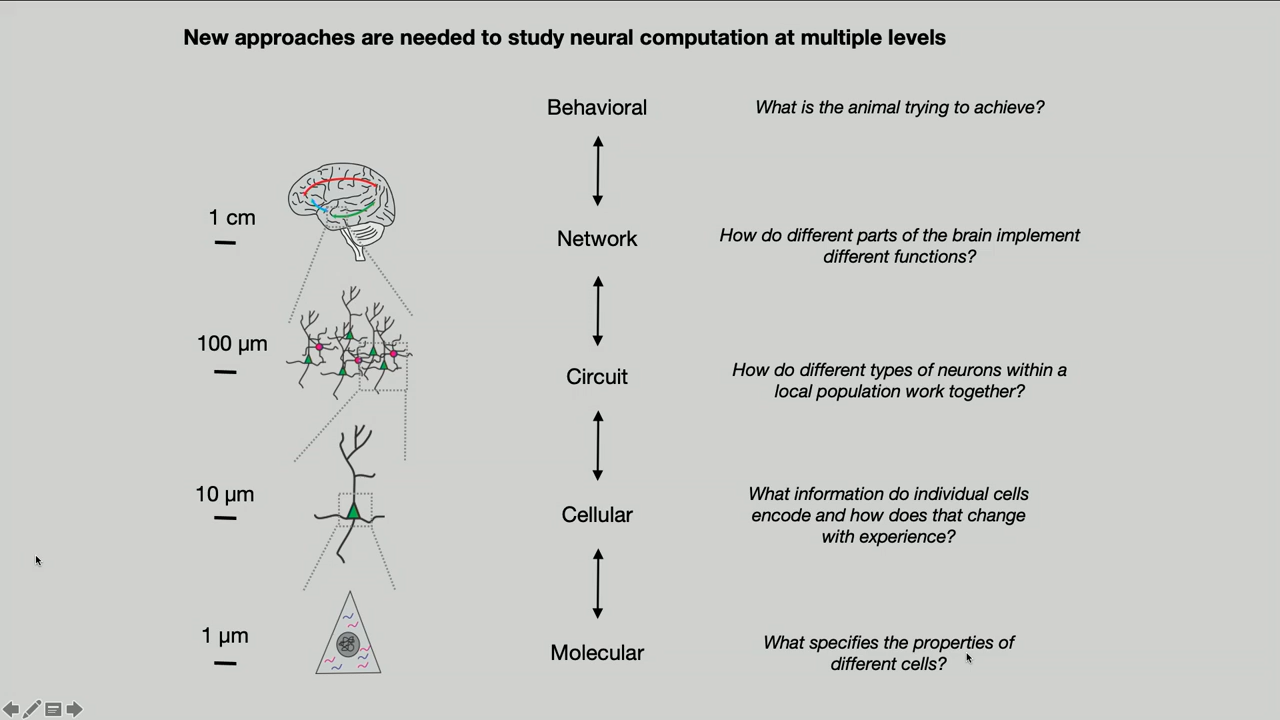 New approaches are needed to study neural computation at multiple levels
Behavioral
What is the animal trying to achieve?
1 cm
Network
How do different parts of the brain implement
different functions?
100 µm
Circuit
How do different types of neurons within a
local population work together?
10 µm
Cellular
What information do individual cells
encode and how does that change
with experience?
1 µm
Molecular
What specifies the properties of
different cells?